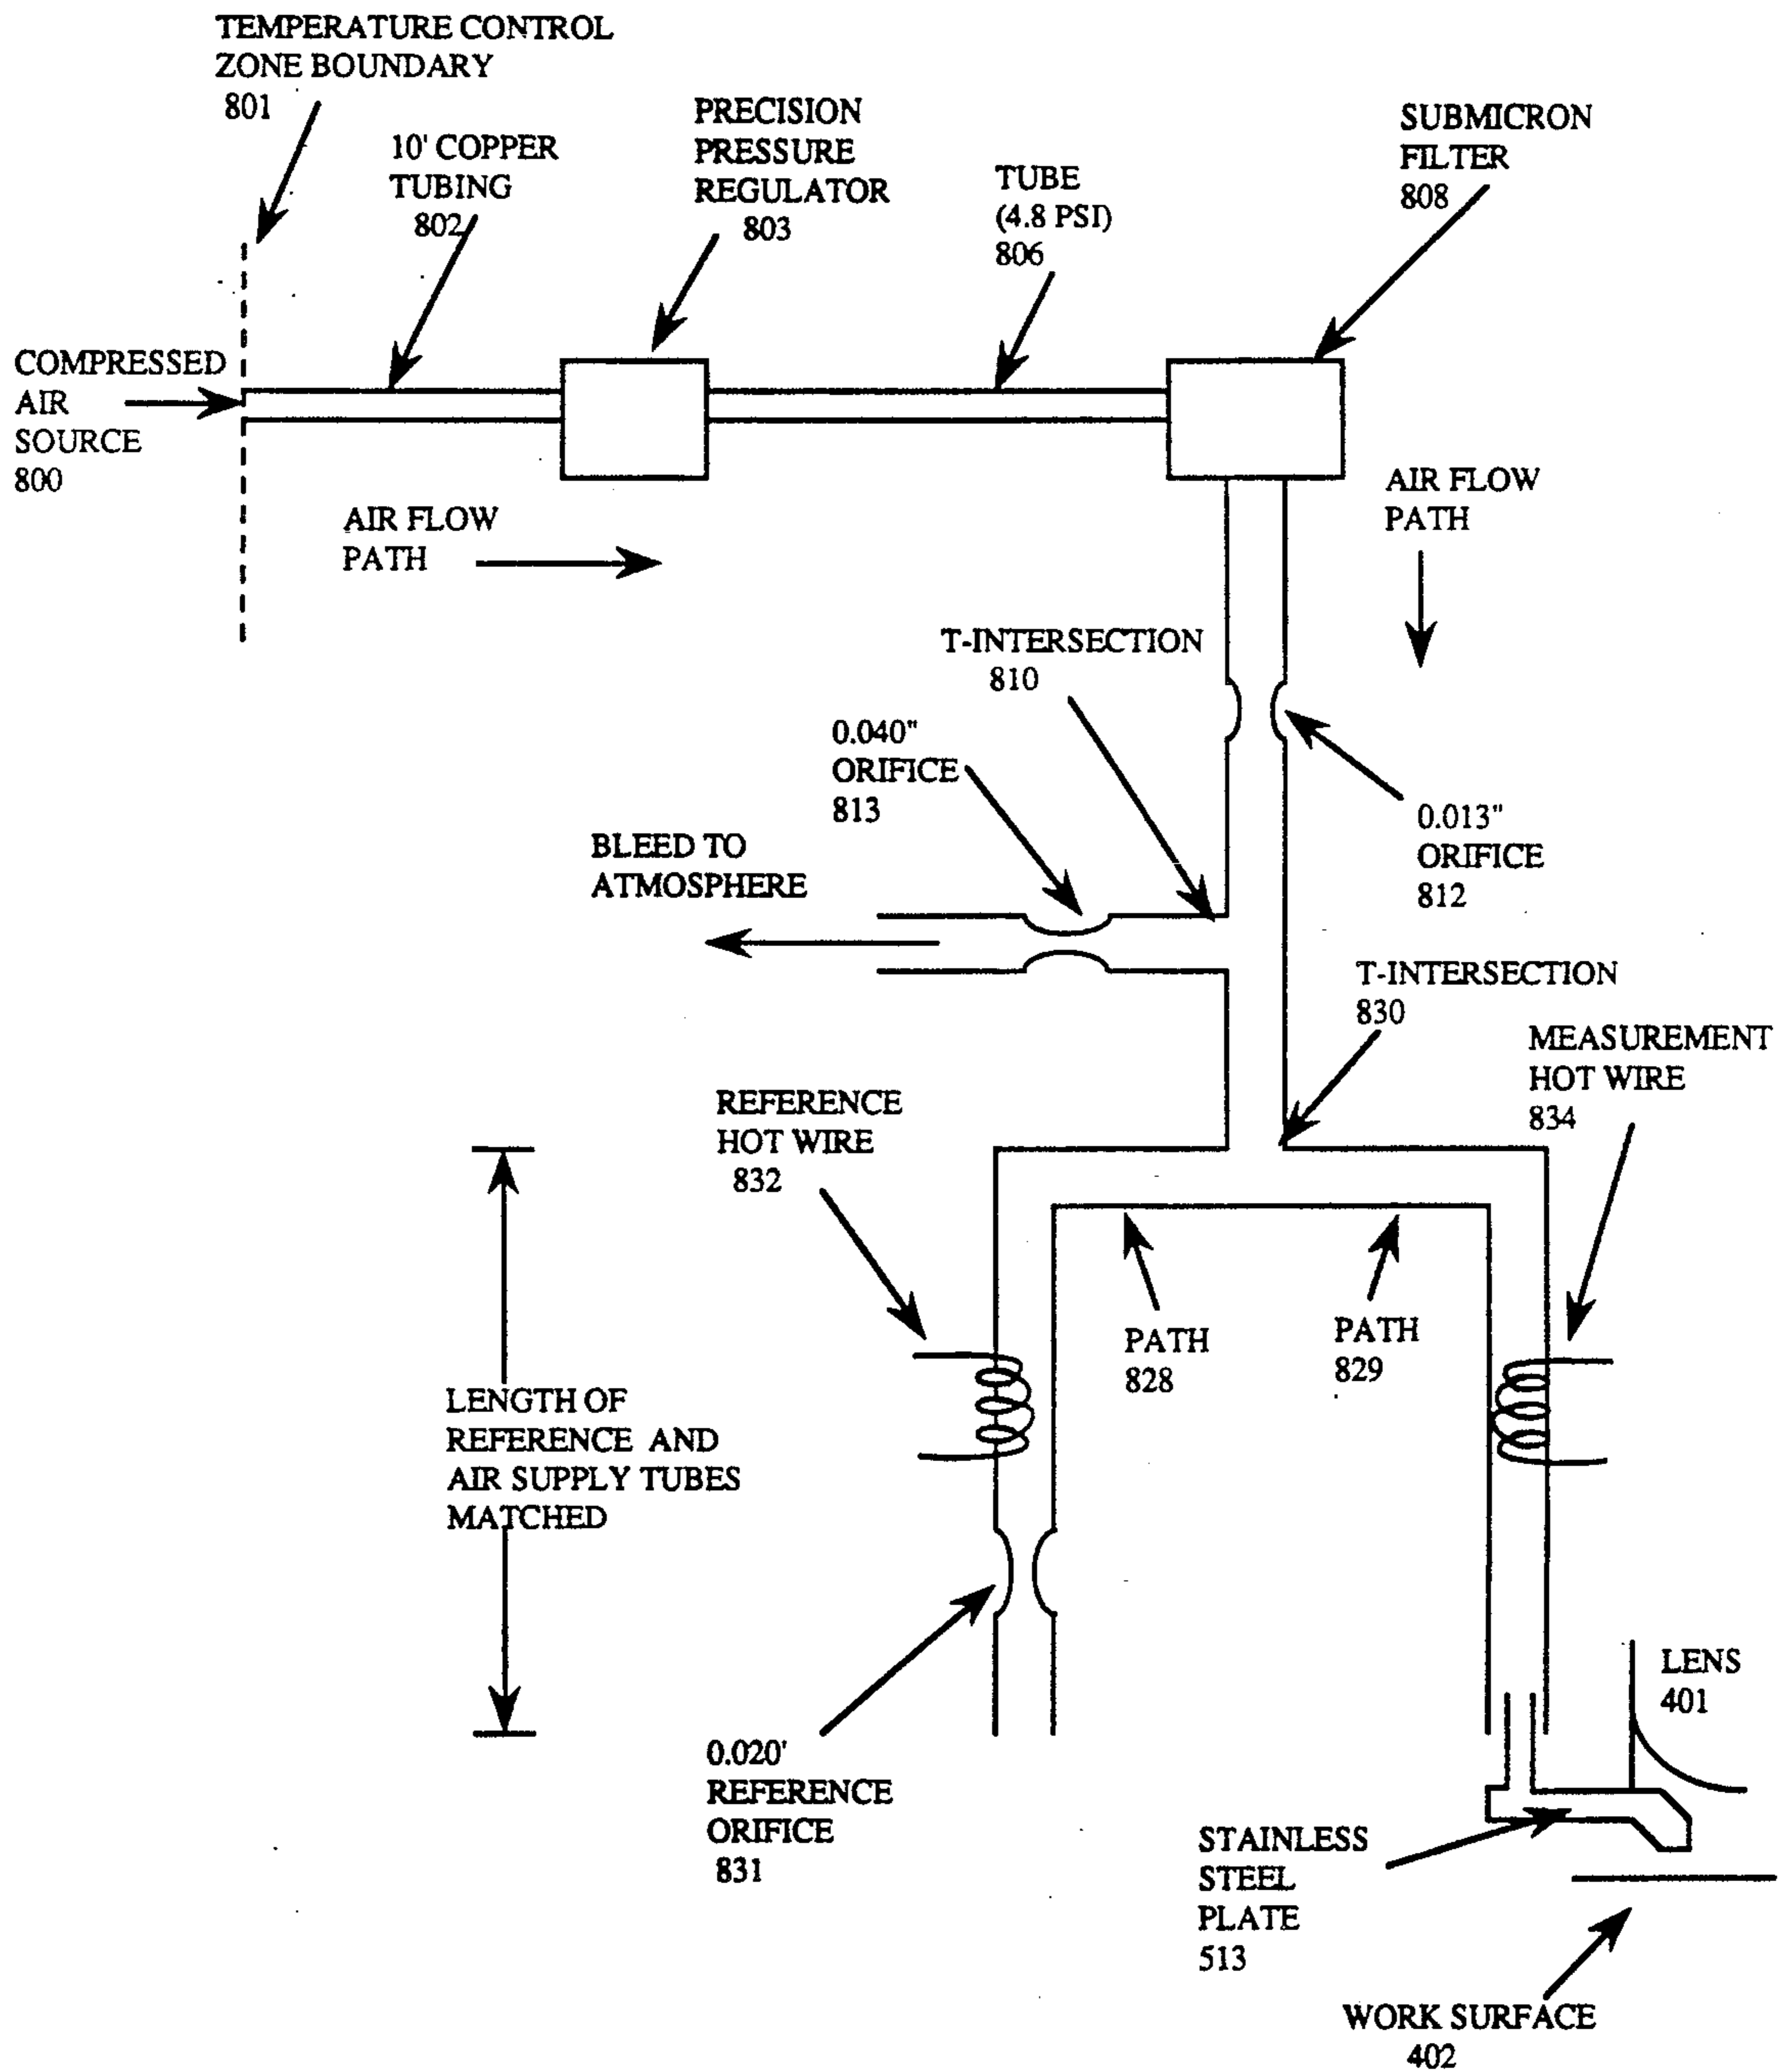 TEMPERATURE CONTROL
ZONE BOUNDARY
801
10' COPPER
TUBING
802
PRECISION
PRESSURE
REGULATOR
803
TUBE
(4.8 PSI)
806
SUBMICRON
FILTER
808
COMPRESSED
AIR
SOURCE
800
AIR FLOW
PATH
AIR FLOW
PATH
T-INTERSECTION
810
0.040"
ORIFICE
813
0.013"
ORIFICE
812
BLEED TO
ATMOSPHERE
T-INTERSECTION
830
MEASUREMENT
HOT WIRE
834
REFERENCE
HOT WIRE
832
PATH
828
PATH
829
LENGTH OF
REFERENCE AND
AIR SUPPLY TUBES
MATCHED
LENS
401
0.020'
REFERENCE
ORIFICE
831
STAINLESS
STEEL
PLATE
513
WORK SURFACE
402